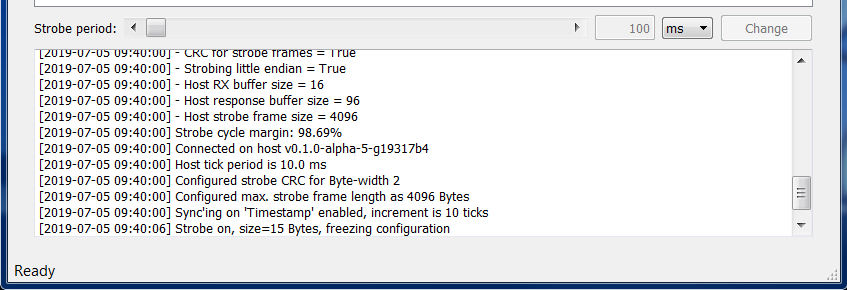 Strobe period: 100 ms Change
[2019-07-05 09:40:00] - CRC for strobe frames = True
[2019-07-05 09:40:00] - Strobing little endian = True
[2019-07-05 09:40:00] - Host RX buffer size = 16
[2019-07-05 09:40:00] - Host response buffer size = 96
[2019-07-05 09:40:00] - Host strobe frame size = 4096
[2019-07-05 09:40:00] Strobe cycle margin: 98.69%
[2019-07-05 09:40:00] Connected on host v0.1.0-alpha-5-g19317b4
[2019-07-05 09:40:00] Host tick period is 10.0 ms
[2019-07-05 09:40:00] Configured strobe CRC for Byte-width 2
[2019-07-05 09:40:00] Configured max. strobe frame length as 4096 Bytes
[2019-07-05 09:40:00] Sync'ing on 'Timestamp' enabled, increment is 10 ticks
[2019-07-05 09:40:06] Strobe on, size=15 Bytes, freezing configuration
Ready